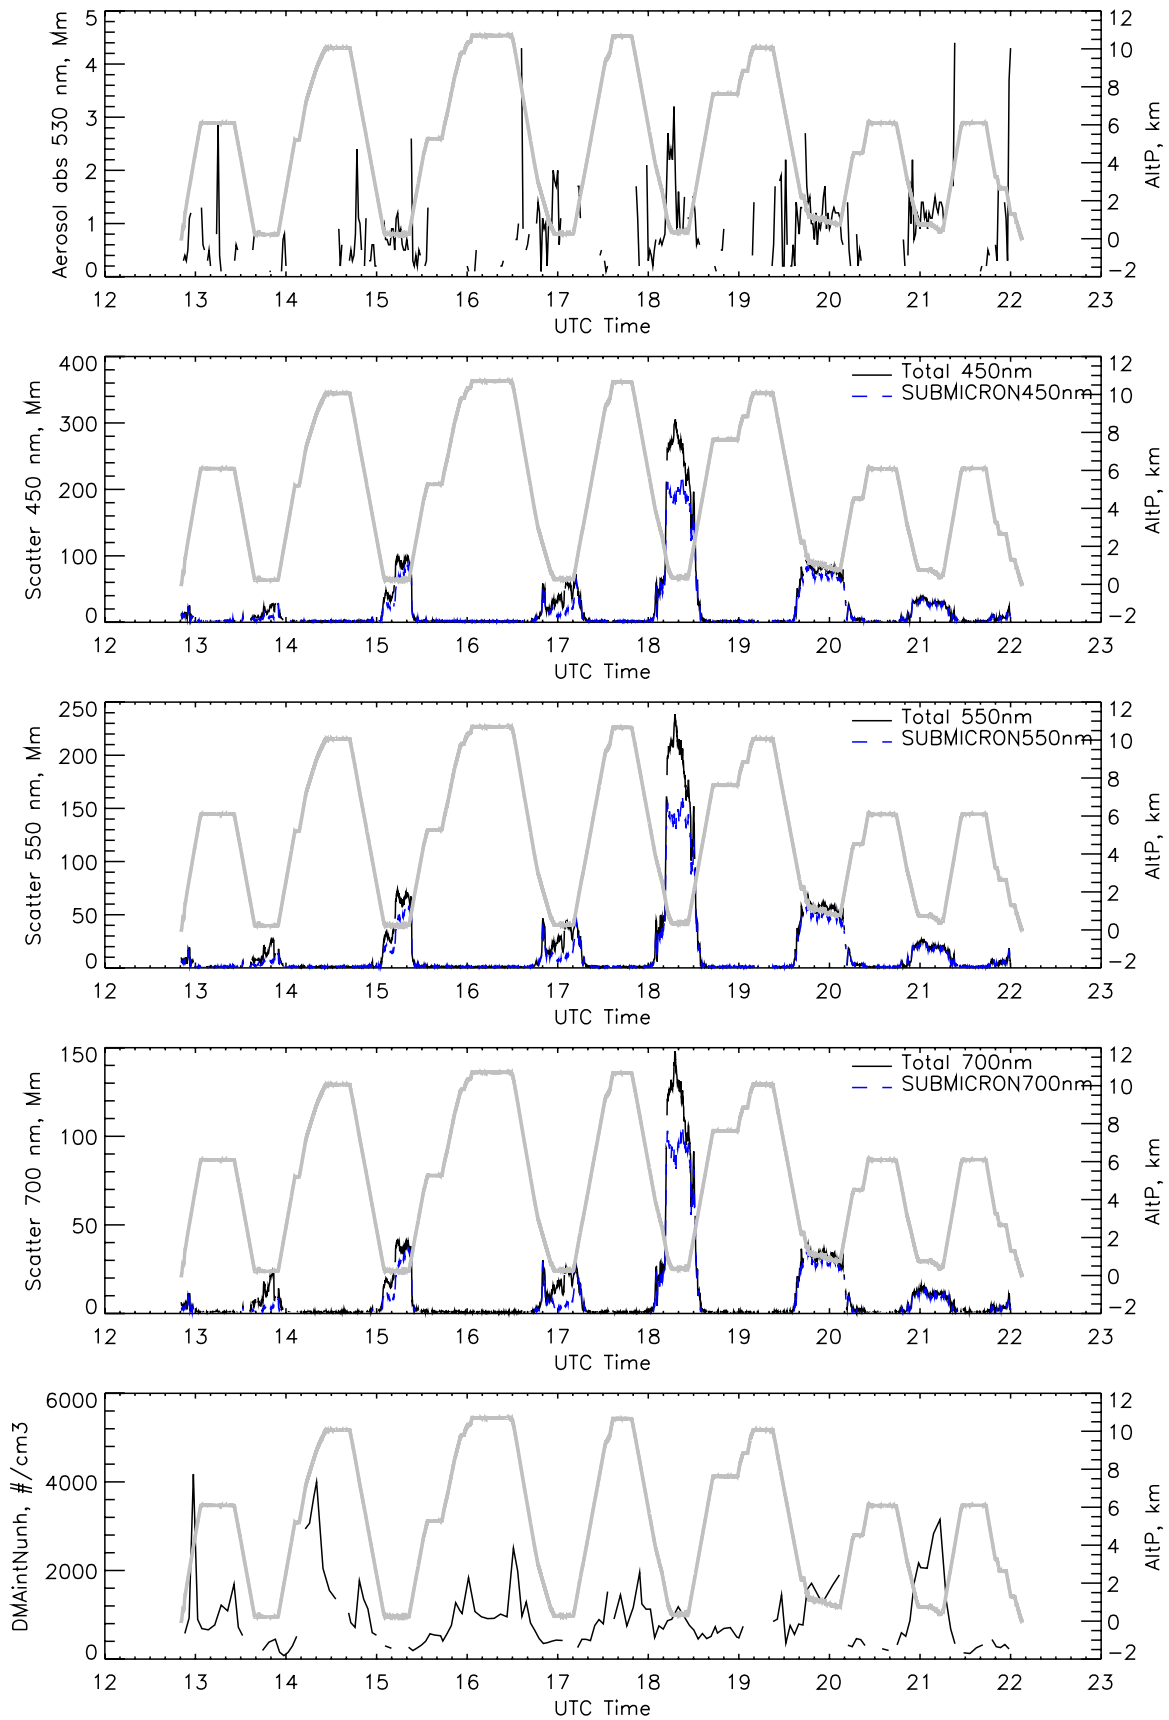 Aerosol abs 530 nm, Mm
5
4
3
2
1
0
12
10
8
6
4
2
0
-2
AltP, km
12 13 14 15 16 17 18 19 20 21 22 23
UTC Time
Scatter 450 nm, Mm
400
300
200
100
0
Total 450nm
SUBMICRON450nm
12
10
8
6
4
2
0
-2
AltP, km
12 13 14 15 16 17 18 19 20 21 22 23
UTC Time
Scatter 550 nm, Mm
250
200
150
100
50
0
Total 550nm
SUBMICRON550nm
12
10
8
6
4
2
0
-2
AltP, km
12 13 14 15 16 17 18 19 20 21 22 23
UTC Time
Scatter 700 nm, Mm
150
100
50
0
Total 700nm
SUBMICRON700nm
12
10
8
6
4
2
0
-2
AltP, km
12 13 14 15 16 17 18 19 20 21 22 23
UTC Time
DMAintNunh, #/cm3
6000
4000
2000
0
12
10
8
6
4
2
0
-2
AltP, km
12 13 14 15 16 17 18 19 20 21 22 23
UTC Time